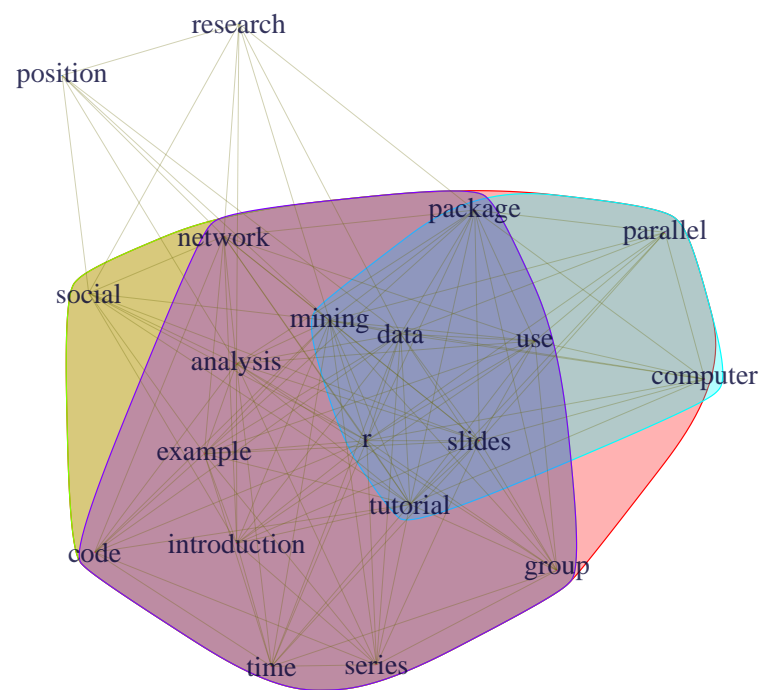 research
position
package
parallel
network
social
mining
data
use
analysis
computer
r
slides
example
tutorial
introduction
code
group
time
series